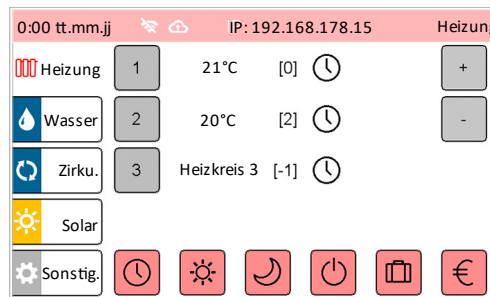 0:00 tt.mm.jj IP: 192.168.178.15 Heizung
Heizung 1 21°C [0] +
Wasser 2 20°C [2] -
Zirku. 3 Heizkreis 3 [-1]
Solar
Sonstig. €